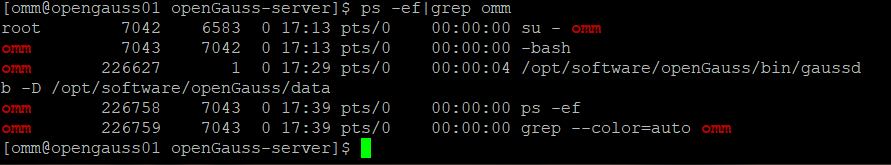 [omm@opengauss01 openGauss-server]$ ps -ef|grep omm
root        7042    6583  0 17:13 pts/0    00:00:00 su - omm
omm         7043    7042  0 17:13 pts/0    00:00:00 -bash
omm       226627       1  0 17:29 pts/0    00:00:04 /opt/software/openGauss/bin/gaussd
b -D /opt/software/openGauss/data
omm       226758    7043  0 17:39 pts/0    00:00:00 ps -ef
omm       226759    7043  0 17:39 pts/0    00:00:00 grep --color=auto omm
[omm@opengauss01 openGauss-server]$